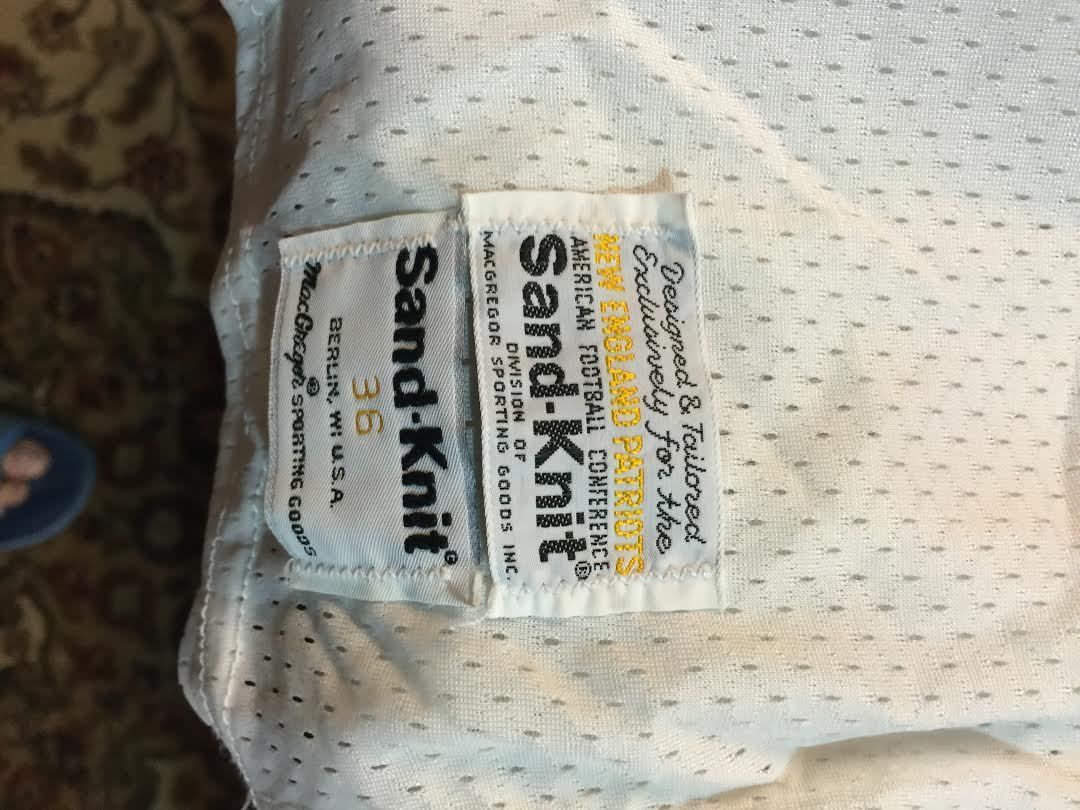 Designed & Tailored
Exclusively for the
NEW ENGLAND PATRIOTS
AMERICAN FOOTBALL CONFERENCE
Sand-Knit®
DIVISION OF
MACGREGOR SPORTING GOODS INC.
Sand-Knit®
36
BERLIN, WI U.S.A.
MacGregor® SPORTING GOODS